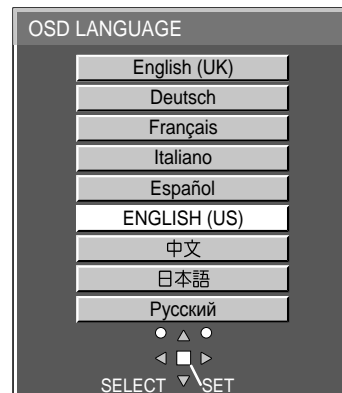 OSD LANGUAGE
English (UK)
Deutsch
Français
Italiano
Español
ENGLISH (US)
中文
日本語
Русский
SELECT SET